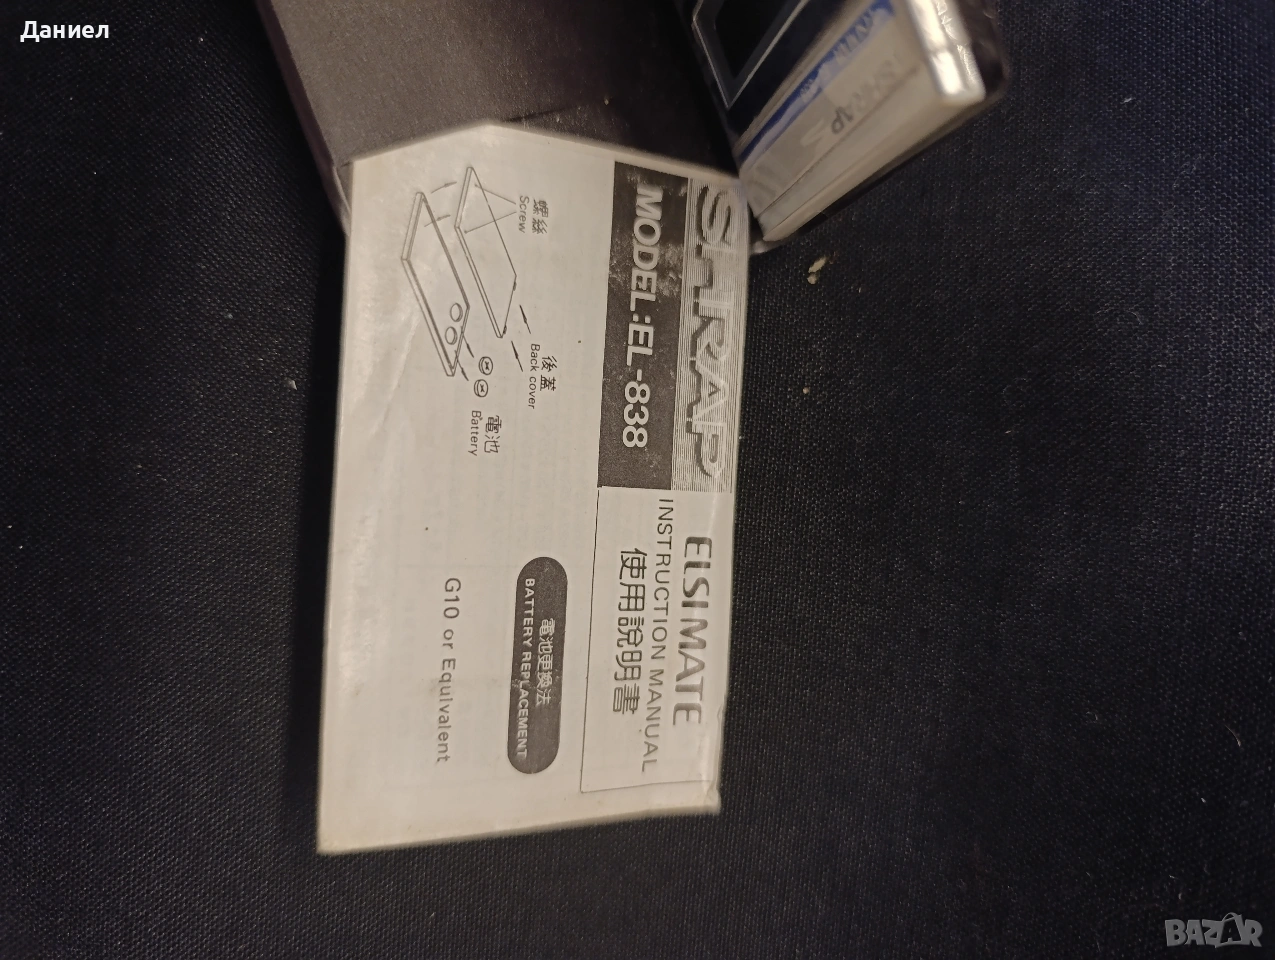 Даниел
SHRAP
MODEL:EL-838
ELSIMATE
INSTRUCTION MANUAL
使用說明書
螺絲
Screw
後蓋
Back cover
電池
Battery
電池更換法
BATTERY REPLACEMENT
G10 or Equivalent
BAZAR